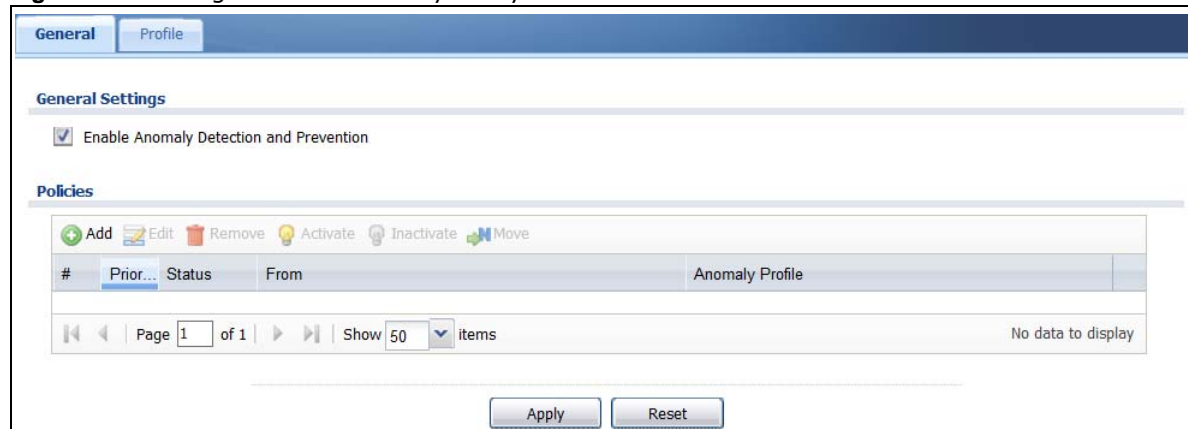 General Profile
General Settings
Enable Anomaly Detection and Prevention
Policies
Add Edit Remove Activate Inactivate Move
# Prior... Status From Anomaly Profile
Page 1 of 1 Show 50 items No data to display
Apply Reset